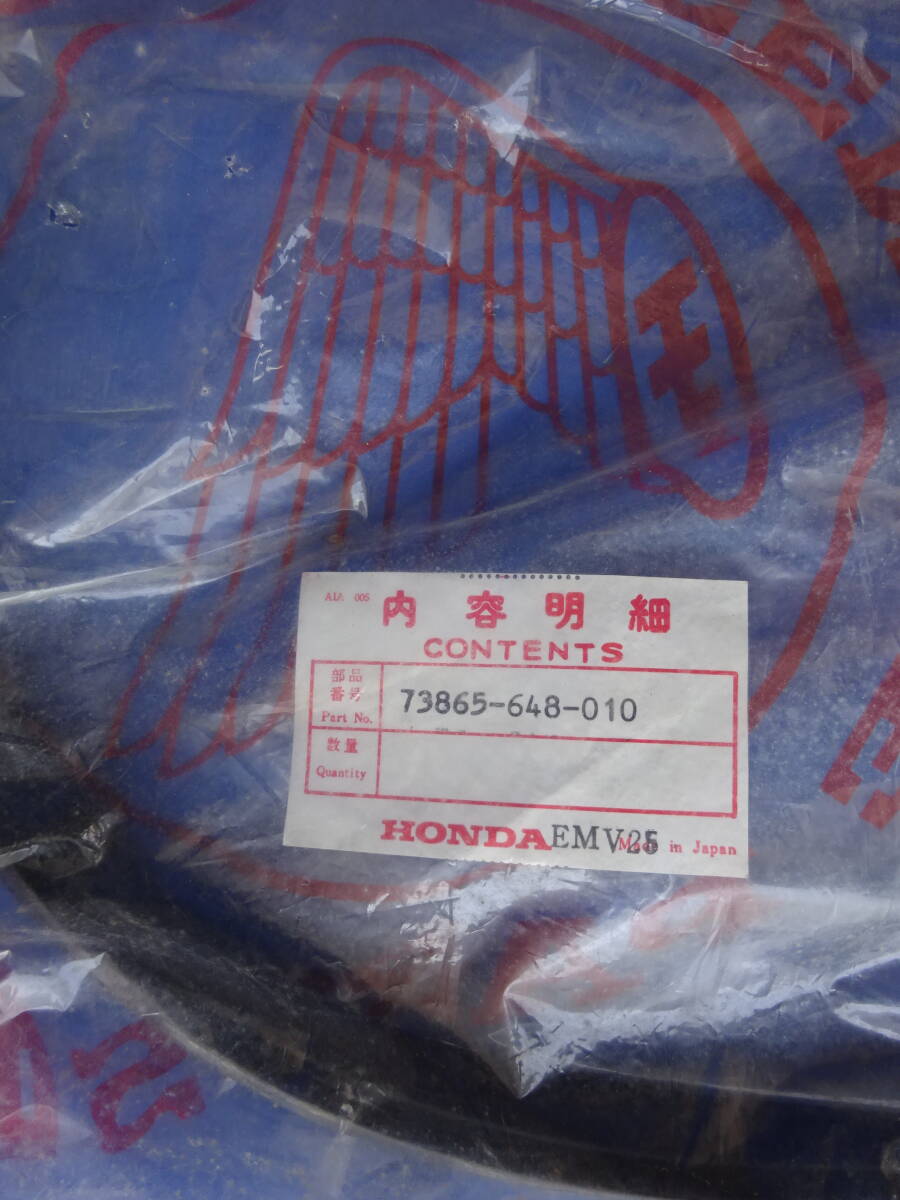 A1A 005
内容明細
CONTENTS
部品
番号
Part No.
73865-648-010
数量
Quantity
HONDA EMV25 Made in Japan